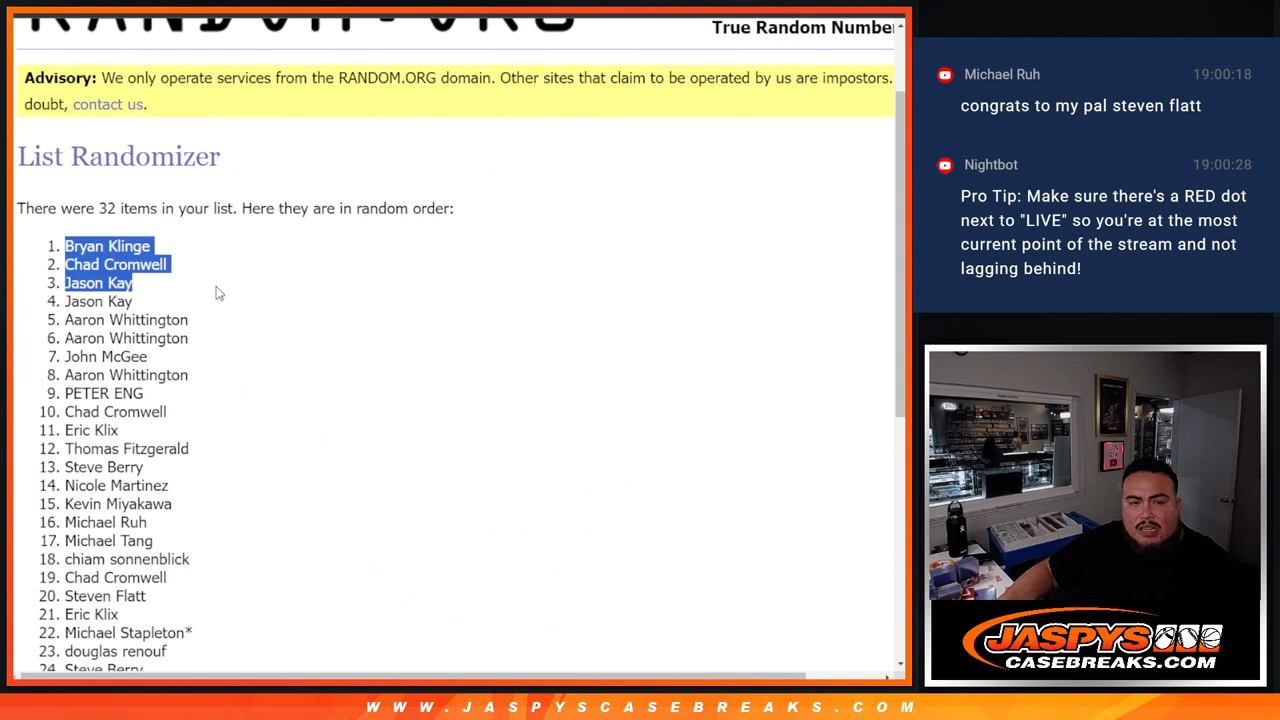 RANDOM.ORG
True Random Number
Advisory: We only operate services from the RANDOM.ORG domain. Other sites that claim to be operated by us are impostors.
doubt, contact us.
List Randomizer
There were 32 items in your list. Here they are in random order:
1. Bryan Klinge
2. Chad Cromwell
3. Jason Kay
4. Jason Kay
5. Aaron Whittington
6. Aaron Whittington
7. John McGee
8. Aaron Whittington
9. PETER ENG
10. Chad Cromwell
11. Eric Klix
12. Thomas Fitzgerald
13. Steve Berry
14. Nicole Martinez
15. Kevin Miyakawa
16. Michael Ruh
17. Michael Tang
18. chiam sonnenblick
19. Chad Cromwell
20. Steven Flatt
21. Eric Klix
22. Michael Stapleton*
23. douglas renouf
24. Steve Berry
Michael Ruh 19:00:18
congrats to my pal steven flatt
Nightbot 19:00:28
Pro Tip: Make sure there's a RED dot
next to "LIVE" so you're at the most
current point of the stream and not
lagging behind!
JASPYS
CASEBREAKS.COM
WWW.JASPYSCASEBREAKS.COM